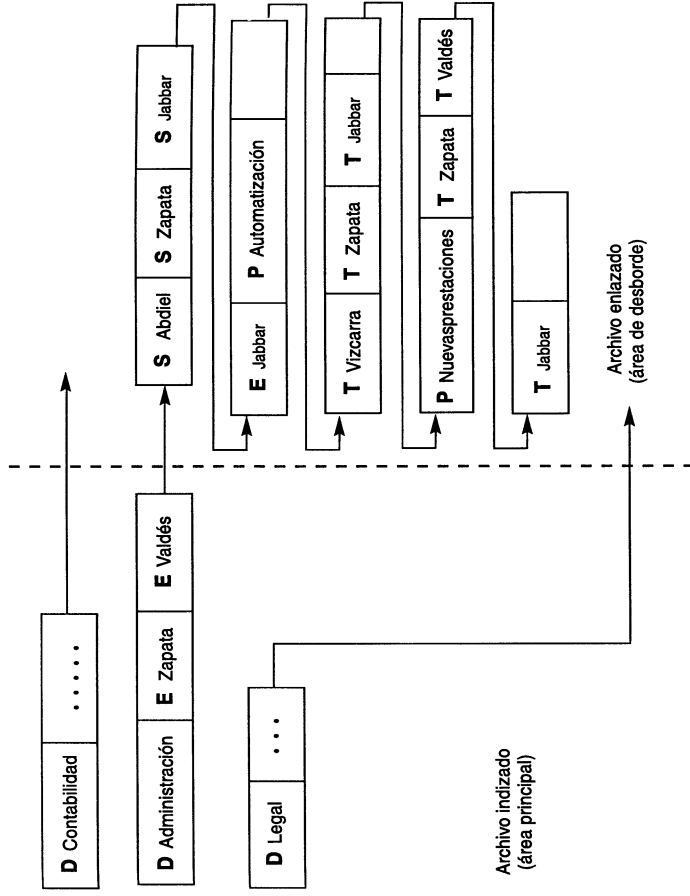 D Contabilidad . . . . .
D Administración E Zapata E Valdés
S Abdiel S Zapata S Jabbar
E Jabbar P Automatización
T Vizcarra T Zapata T Jabbar
P Nuevasprestaciones T Zapata T Valdés
T Jabbar
D Legal . . .
Archivo indizado
(área principal)
Archivo enlazado
(área de desborde)